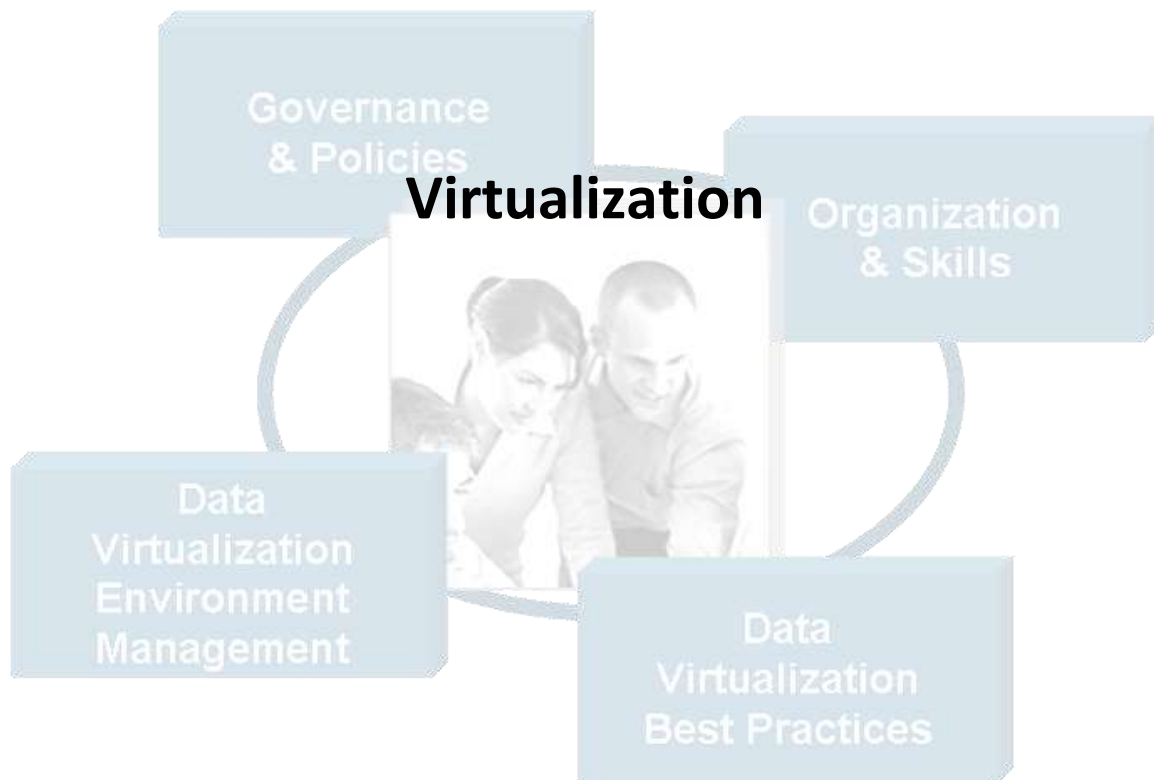 Governance
& Policies
Virtualization
Organization
& Skills
Data
Virtualization
Environment
Management
Data
Virtualization
Best Practices